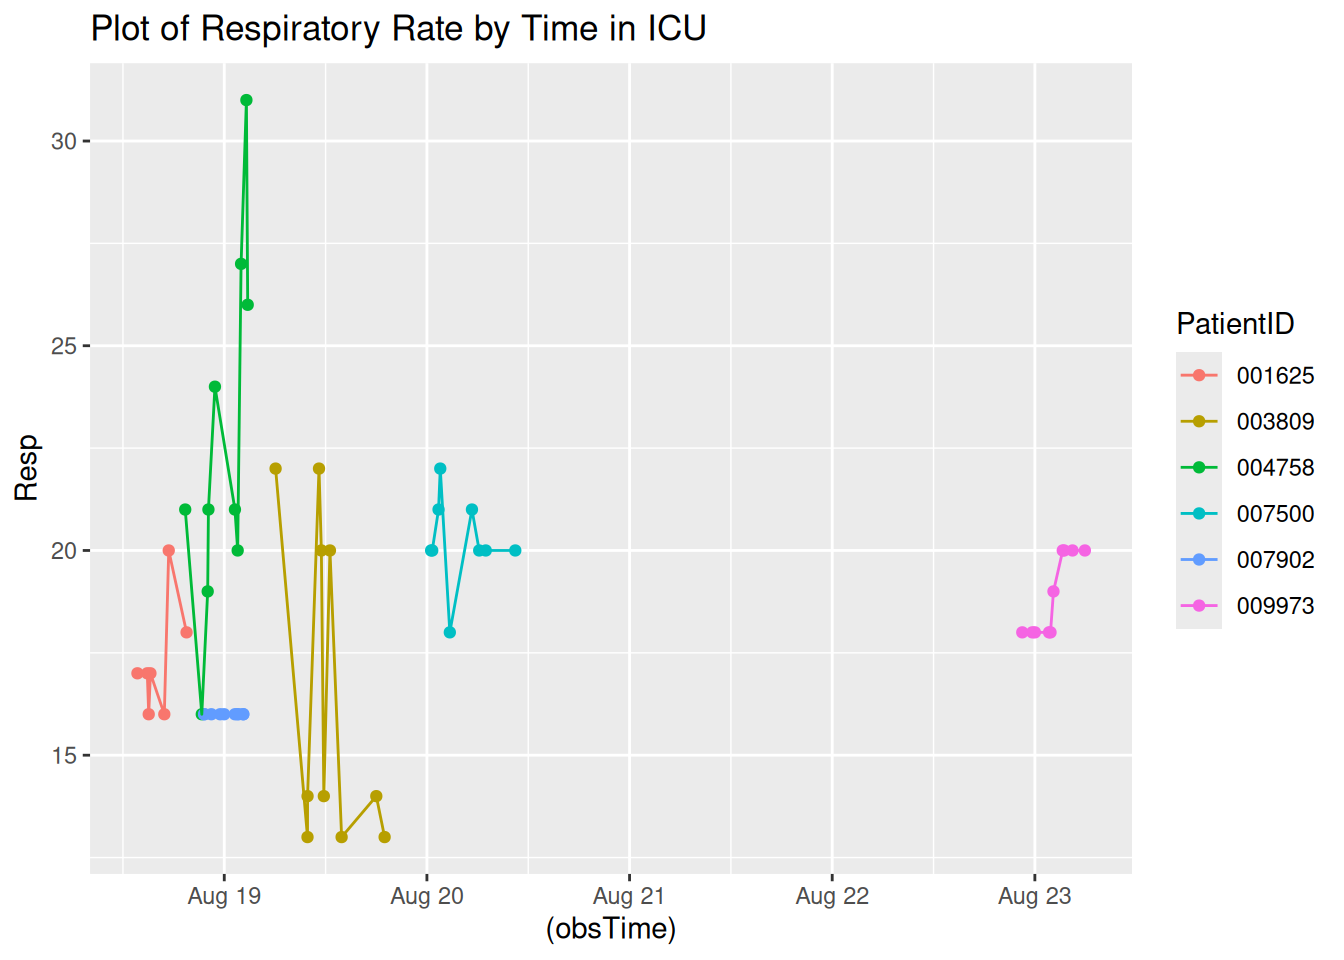 Plot of Respiratory Rate by Time in ICU
Resp
30
25
20
15
Aug 19
Aug 20
Aug 21
Aug 22
Aug 23
(obsTime)
PatientID
001625
003809
004758
007500
007902
009973